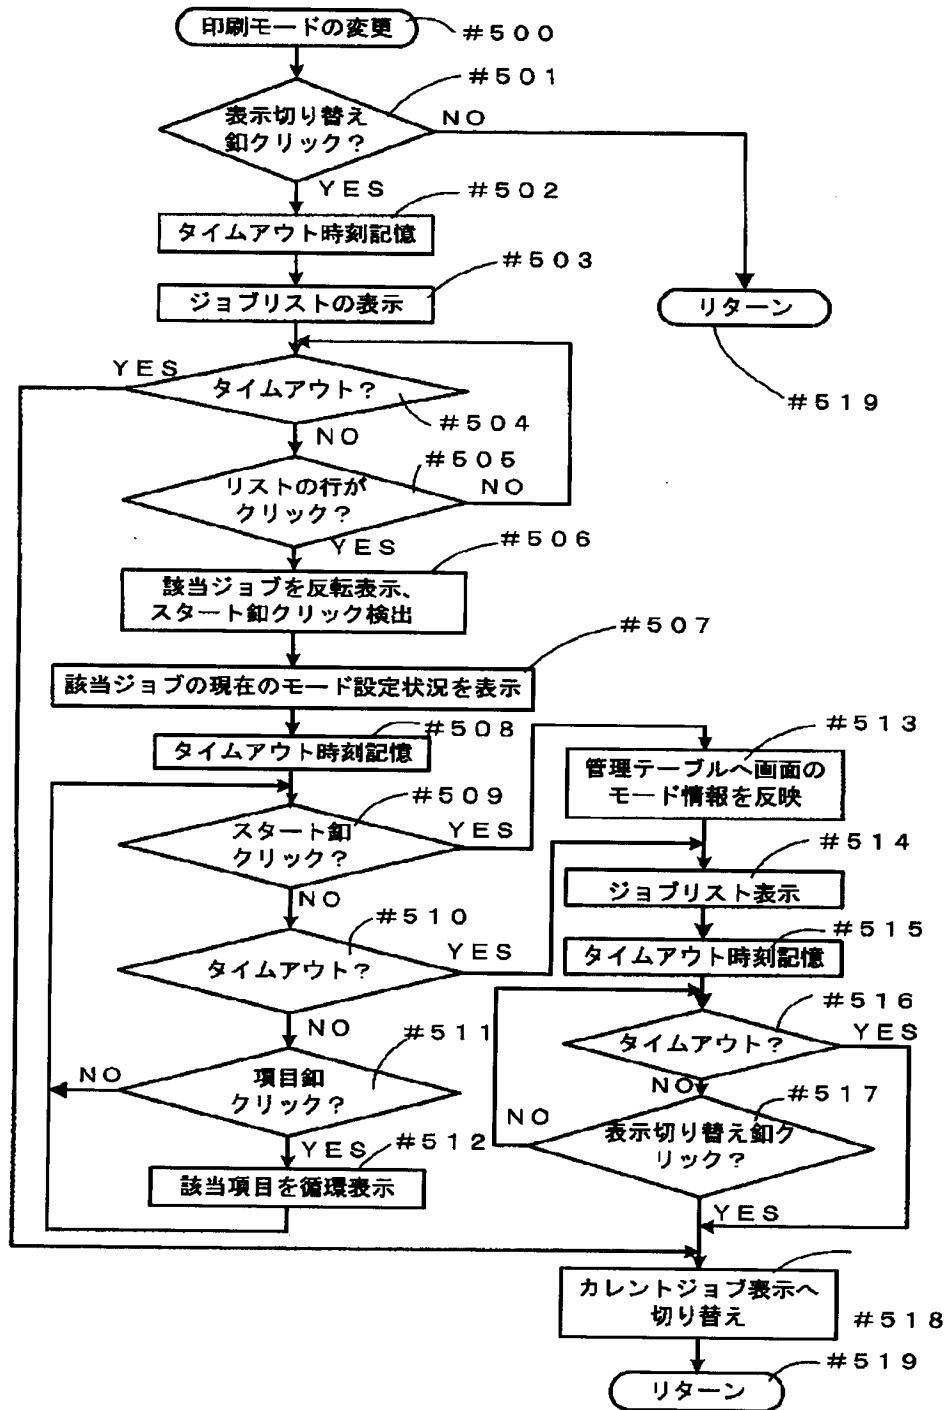 印刷モードの変更
#500
#501
表示切り替え
釦クリック?
NO
YES
#502
タイムアウト時刻記憶
#503
ジョブリストの表示
リターン
#519
YES
タイムアウト?
#504
NO
#505
リストの行が
クリック?
NO
YES
#506
該当ジョブを反転表示、
スタート釦クリック検出
#507
該当ジョブの現在のモード設定状況を表示
#508
タイムアウト時刻記憶
#509
スタート釦
クリック?
YES
NO
#510
タイムアウト?
YES
NO
#511
項目釦
クリック?
NO
YES
#512
該当項目を循環表示
#513
管理テーブルへ画面の
モード情報を反映
#514
ジョブリスト表示
#515
タイムアウト時刻記憶
#516
タイムアウト?
YES
NO
#517
表示切り替え釦ク
リック?
NO
YES
カレントジョブ表示へ
切り替え
#518
#519
リターン